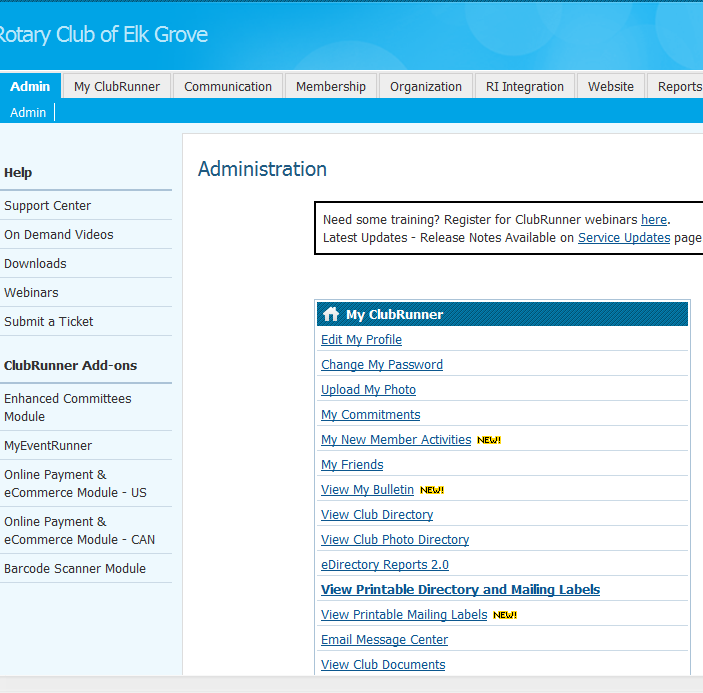 Rotary Club of Elk Grove
Admin My ClubRunner Communication Membership Organization RI Integration Website Reports
Admin
Help
Support Center
On Demand Videos
Downloads
Webinars
Submit a Ticket
ClubRunner Add-ons
Enhanced Committees
Module
MyEventRunner
Online Payment &
eCommerce Module - US
Online Payment &
eCommerce Module - CAN
Barcode Scanner Module
Administration
Need some training? Register for ClubRunner webinars here.
Latest Updates - Release Notes Available on Service Updates page
My ClubRunner
Edit My Profile
Change My Password
Upload My Photo
My Commitments
My New Member Activities NEW!
My Friends
View My Bulletin NEW!
View Club Directory
View Club Photo Directory
eDirectory Reports 2.0
View Printable Directory and Mailing Labels
View Printable Mailing Labels NEW!
Email Message Center
View Club Documents